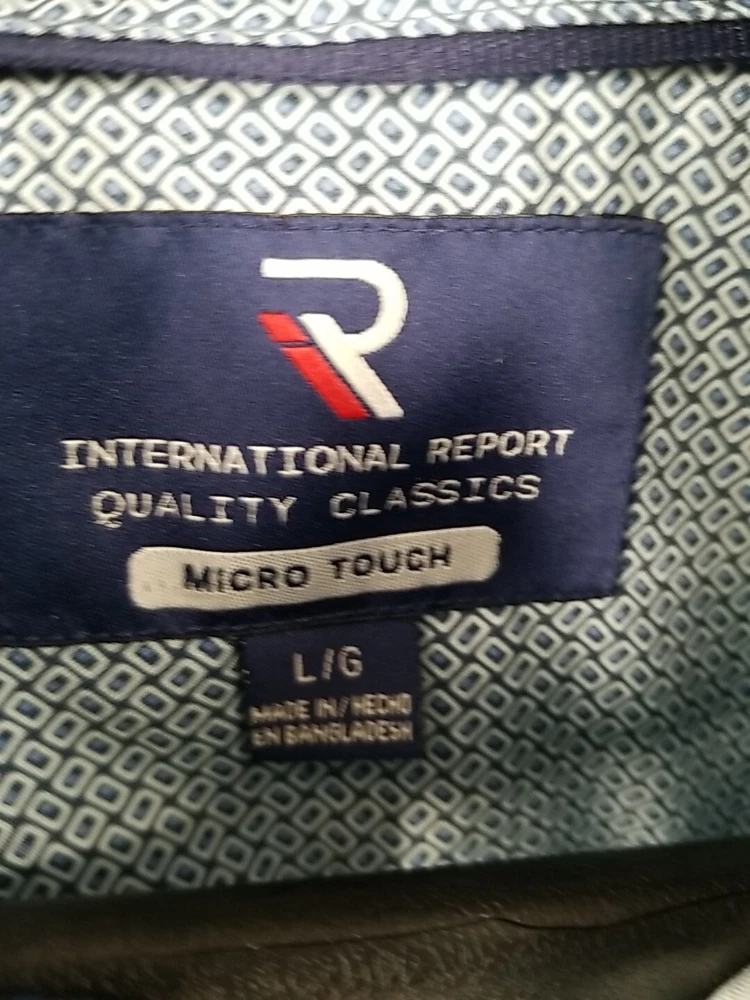 INTERNATIONAL REPORT
QUALITY CLASSICS
MICRO TOUCH
L/G
MADE IN/HECHO
EN BANGLADESH